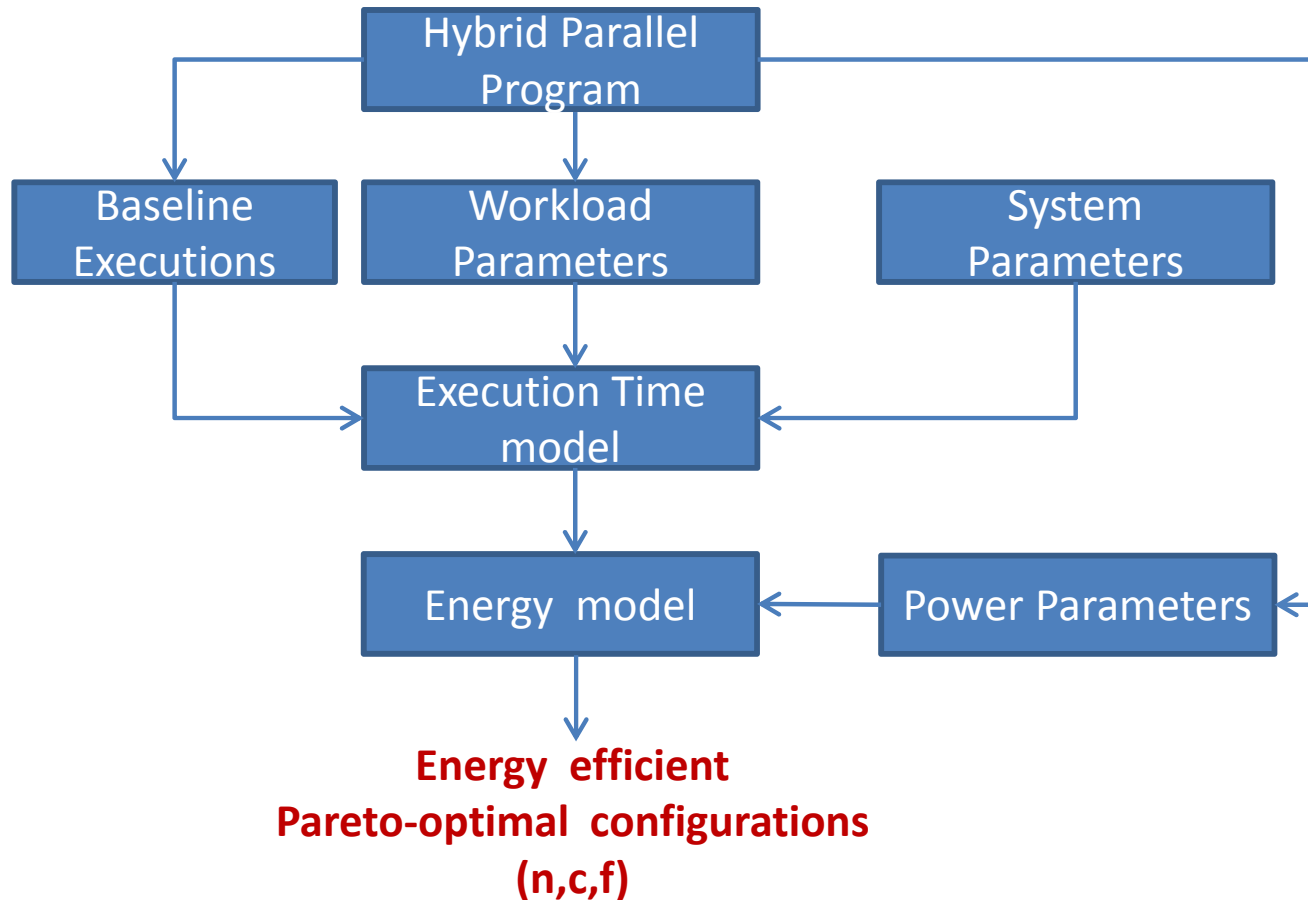 Hybrid Parallel
Program
Baseline
Executions
Workload
Parameters
System
Parameters
Execution Time
model
Energy model
Power Parameters
Energy efficient
Pareto-optimal configurations
(n,c,f)